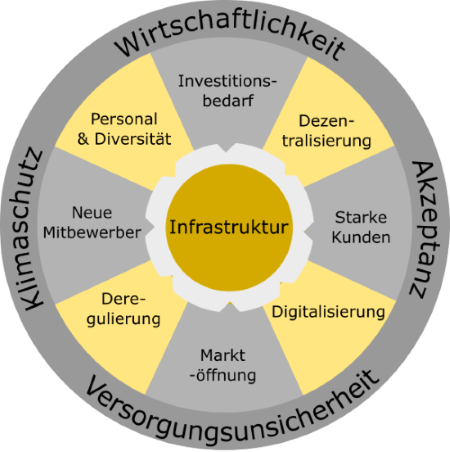 Wirtschaftlichkeit
Investitions-
bedarf
Personal
& Diversität
Dezen-
tralisierung
Klimaschutz
Akzeptanz
Neue
Mitbewerber
Infrastruktur
Starke
Kunden
Dere-
gulierung
Digitalisierung
Markt
-öffnung
Versorgungsunsicherheit